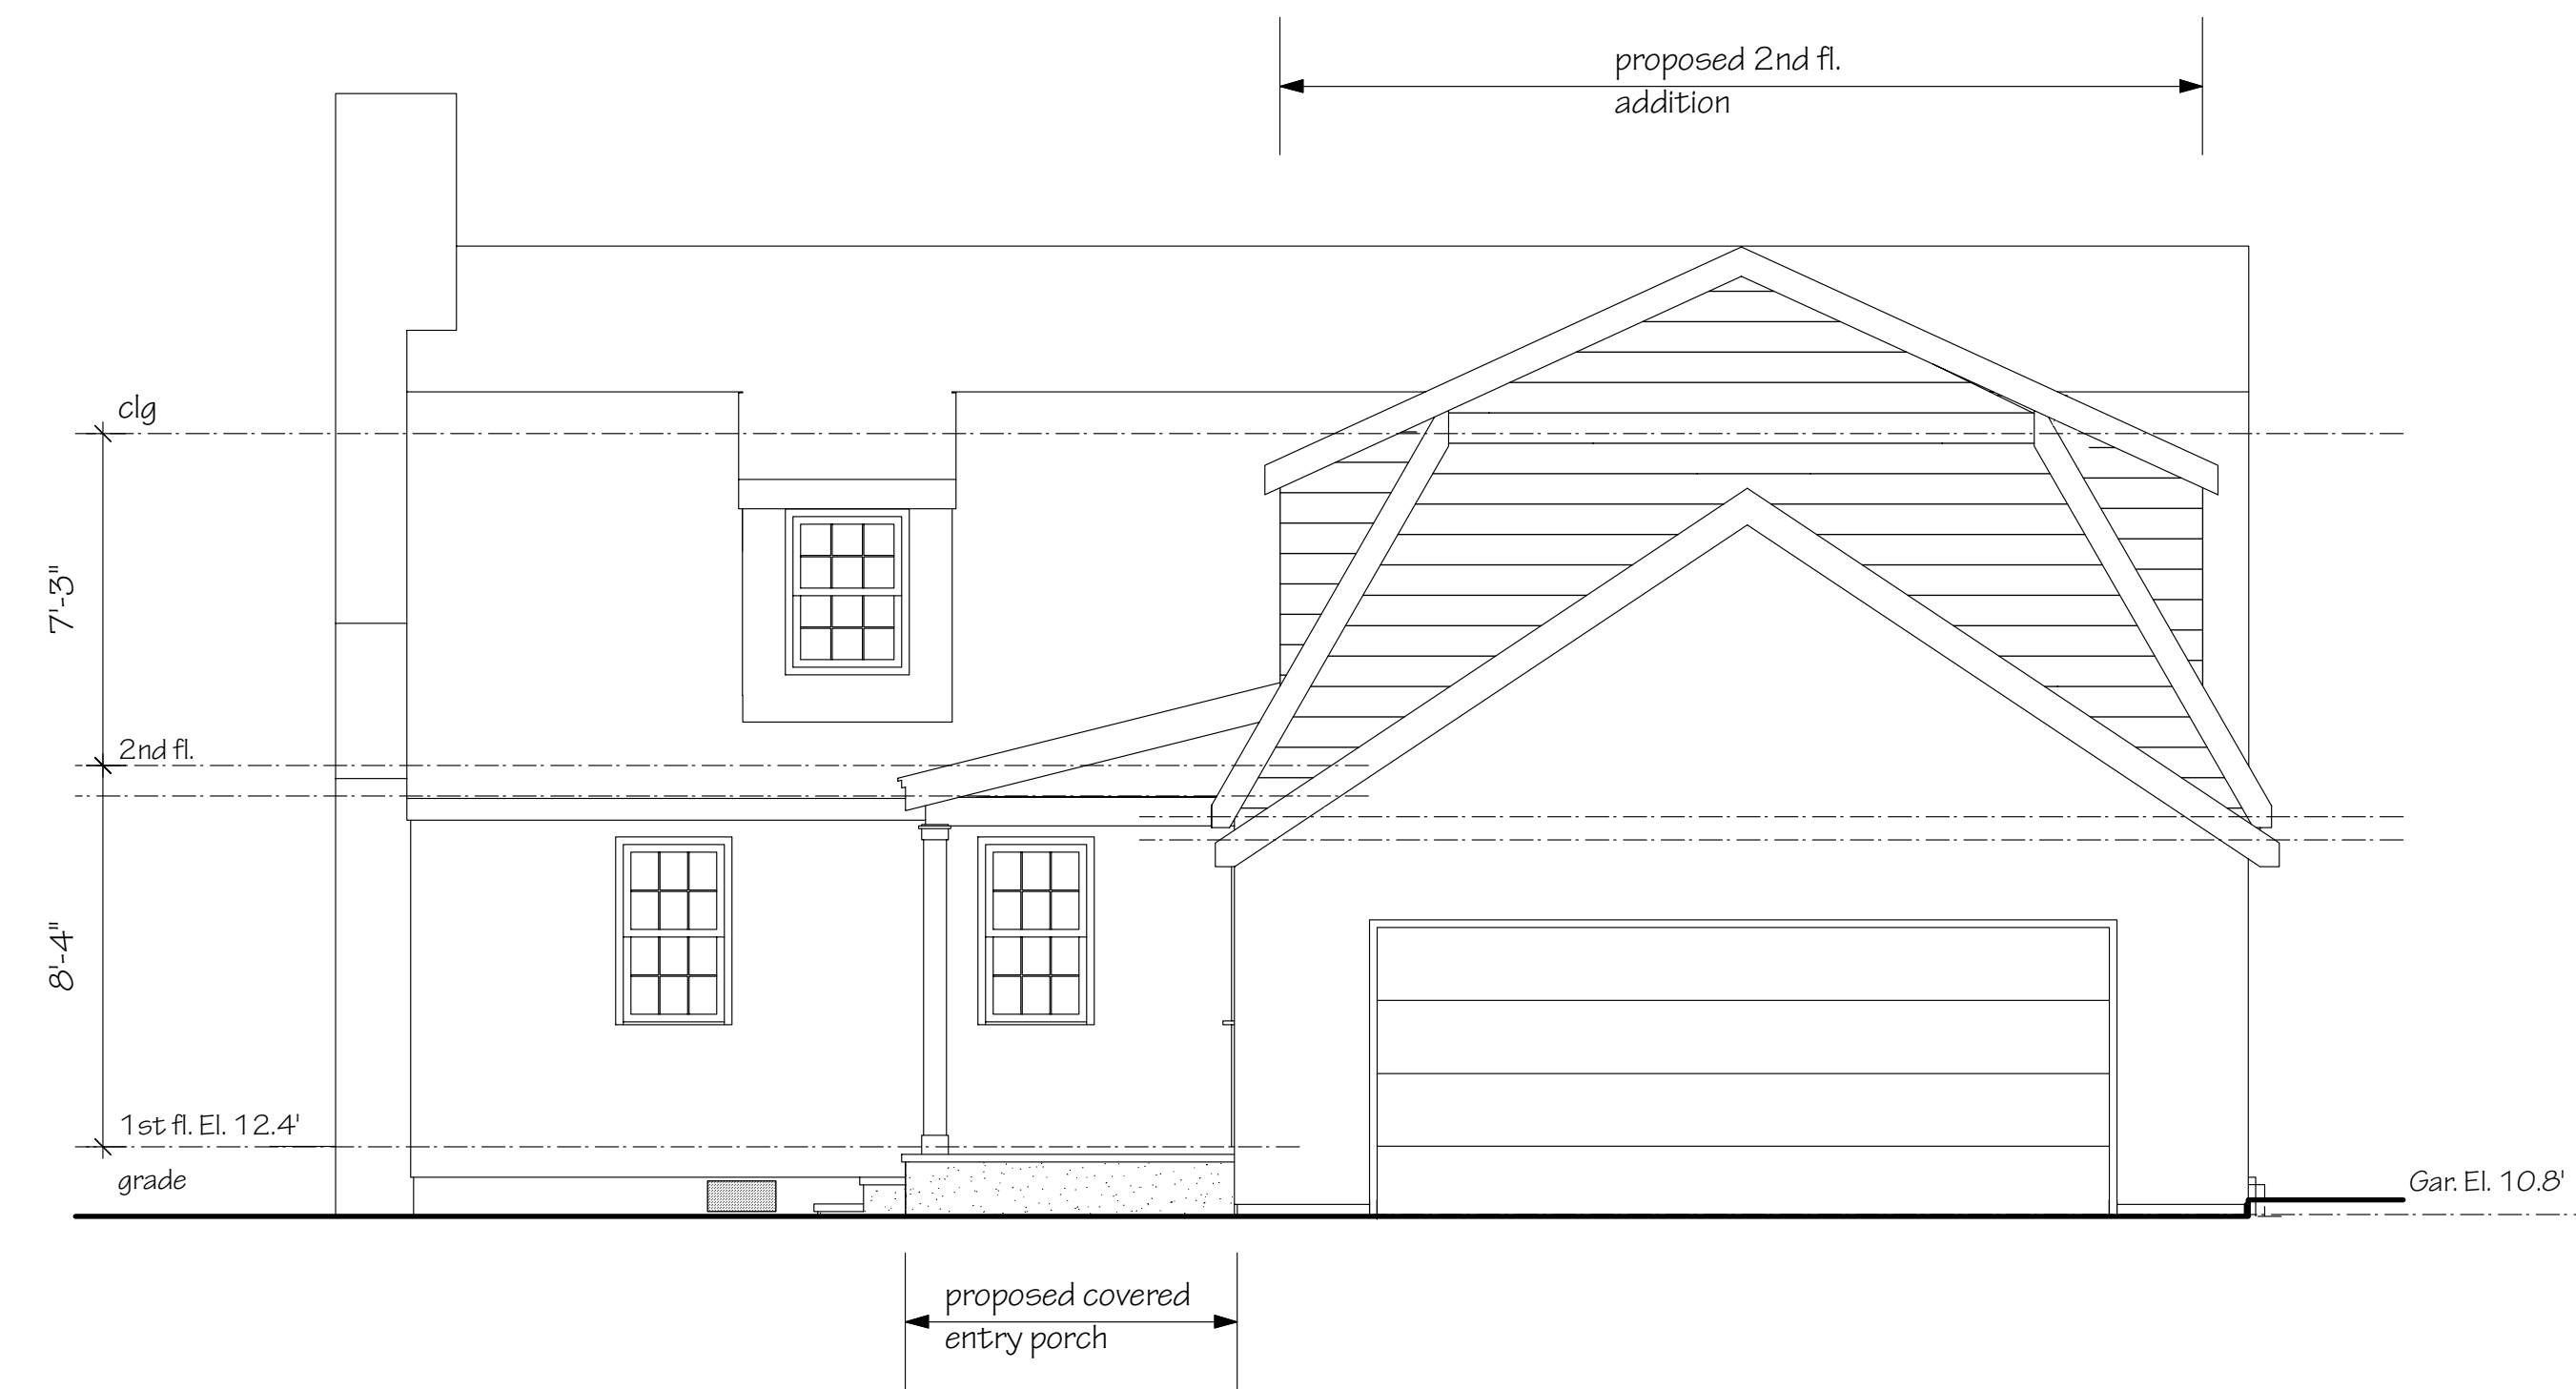 proposed 2nd fl.
addition
clg
7'-3"
2nd fl.
8'-4"
1st fl. El. 12.4'
grade
Gar. El. 10.8'
proposed covered
entry porch